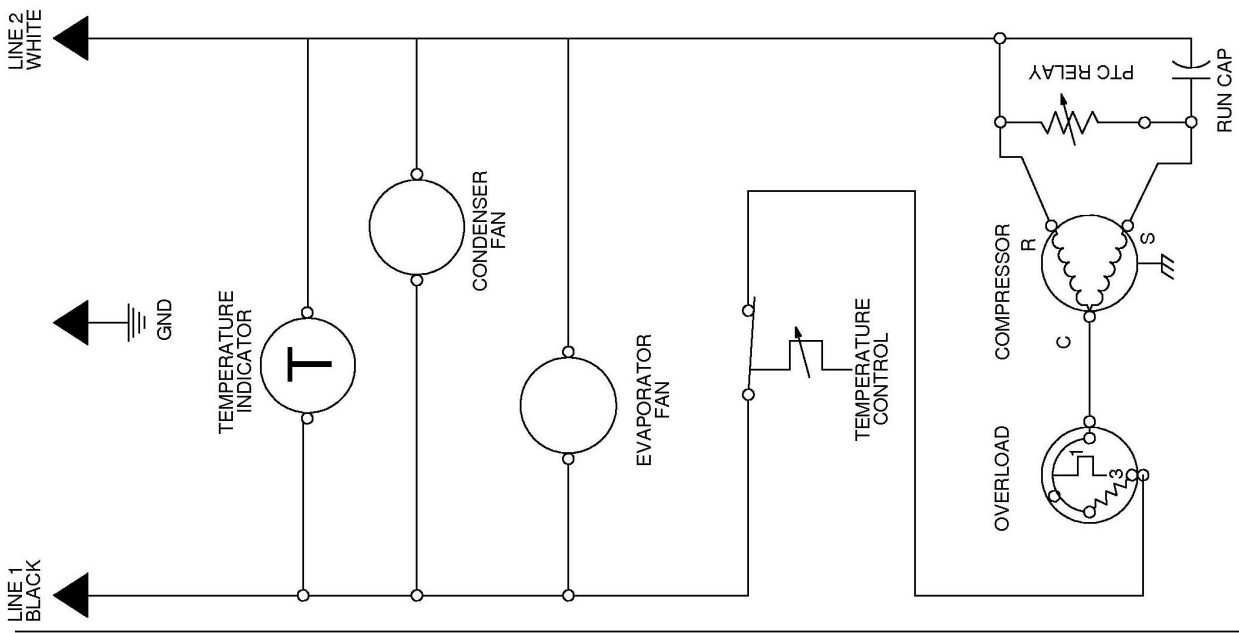 LINE 2
WHITE
GND
TEMPERATURE
INDICATOR
T
CONDENSER
FAN
EVAPORATOR
FAN
TEMPERATURE
CONTROL
PTC RELAY
RUN CAP
COMPRESSOR
R
S
C
OVERLOAD
1
3
LINE 1
BLACK